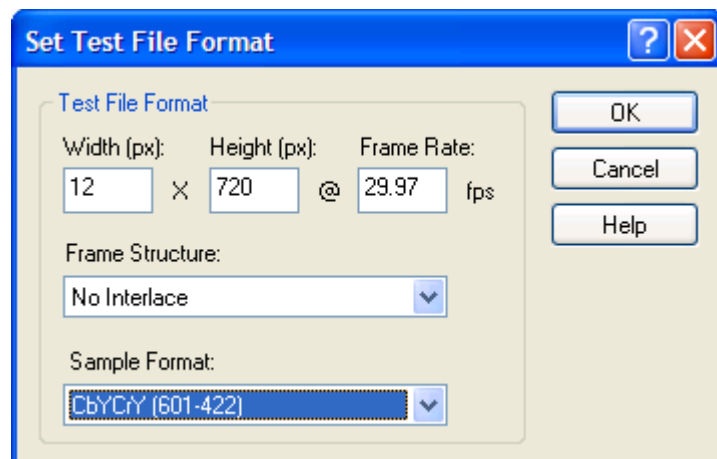 Set Test File Format
Test File Format
Width (px): Height (px): Frame Rate:
12 X 720 @ 29.97 fps
Frame Structure:
No Interlace
Sample Format:
CbYCrY (601-422)
OK
Cancel
Help